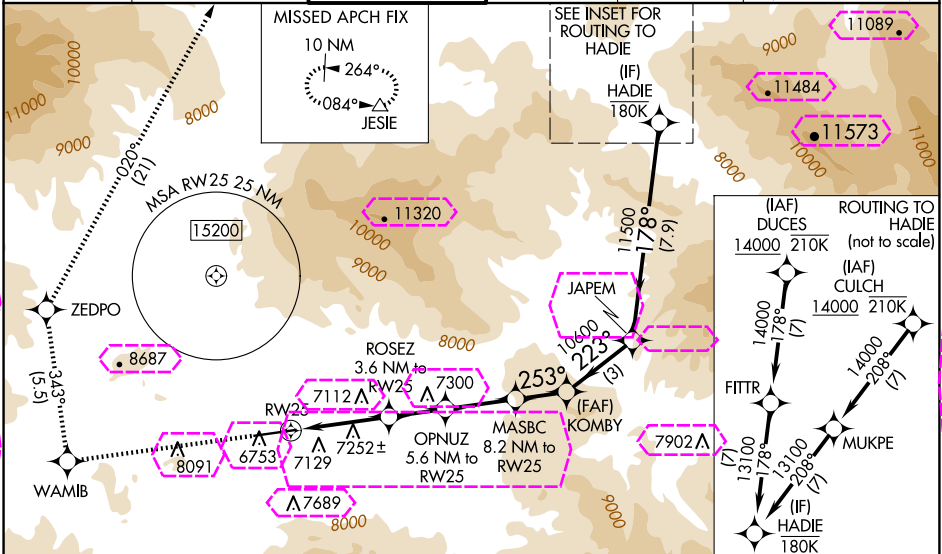 MISSED APCH FIX
10 NM
264°
084°
JESIE
SEE INSET FOR
ROUTING TO
HADIE
(IF)
HADIE
180K
11089
11484
11573
9000
10000
11000
8000
10000
11000
9000
8000
020°
(21)
MSA RW25 25 NM
15200
11320
10000
9000
8000
11500
178°
(7.9)
JAPEM
10600
223°
(3)
ZEDPO
343°
(5.5)
8687
WAMIB
ROSEZ
3.6 NM to
RW25
7112
7300
253°
(FAF)
KOMBY
RW25
8091
6753
7129
7252±
OPNUZ
5.6 NM to
RW25
MASBC
8.2 NM to
RW25
7902
7689
8000
9000
ROUTING TO
HADIE
(not to scale)
(IAF)
DUCES
14000 210K
(IAF)
CULCH
14000 210K
14000
178°
(7)
14000
208°
(7)
FITTR
MUKPE
13100
178°
(7)
13100
208°
(7)
(IF)
HADIE
180K